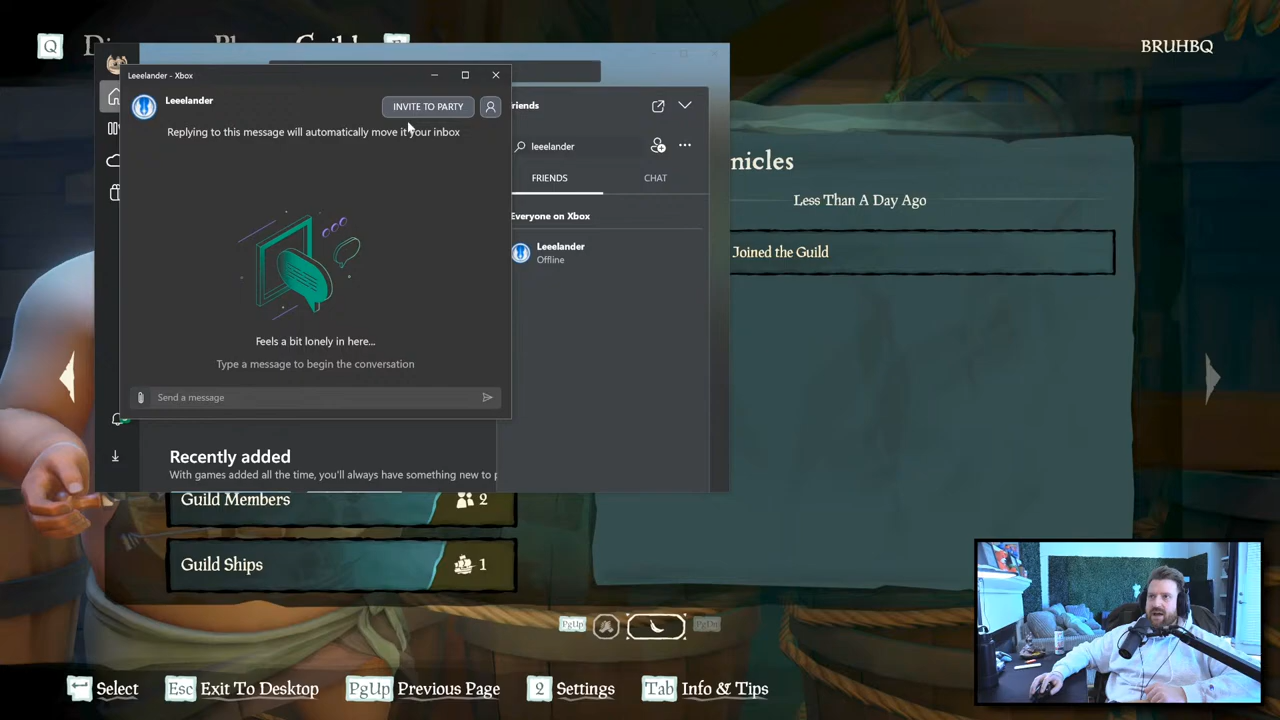 Q
BRUHBQ
Leeelander - Xbox
Leeelander
INVITE TO PARTY
Replying to this message will automatically move it your inbox
Feels a bit lonely in here...
Type a message to begin the conversation
Send a message
leeelander
FRIENDS
CHAT
Everyone on Xbox
Leeelander
Offline
Less Than A Day Ago
Joined the Guild
Recently added
With games added all the time, you'll always have something new to
Guild Members
2
Guild Ships
1
PgUp
PgDn
Select
Esc Exit To Desktop
PgUp Previous Page
2 Settings
Tab Info & Tips